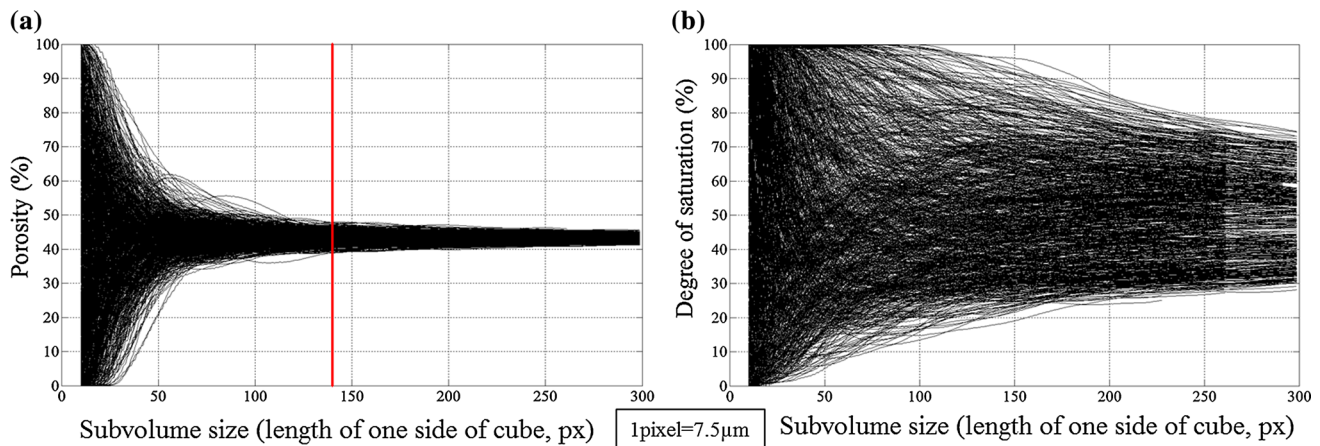 (a)
Porosity (%)
100
90
80
70
60
50
40
30
20
10
0
0 50 100 150 200 250 300
Subvolume size (length of one side of cube, px)
1pixel=7.5μm
(b)
Degree of saturation (%)
100
90
80
70
60
50
40
30
20
10
0
0 50 100 150 200 250 300
Subvolume size (length of one side of cube, px)